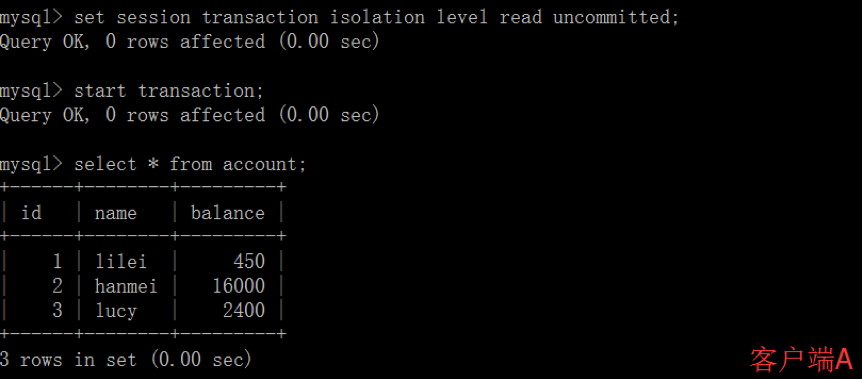 mysql> set session transaction isolation level read uncommitted;
Query OK, 0 rows affected (0.00 sec)
mysql> start transaction;
Query OK, 0 rows affected (0.00 sec)
mysql> select * from account;
+------+--------+---------+
| id   | name   | balance |
+------+--------+---------+
|    1 | lilei  |     450 |
|    2 | hanmei |   16000 |
|    3 | lucy   |    2400 |
+------+--------+---------+
3 rows in set (0.00 sec)
客户端A